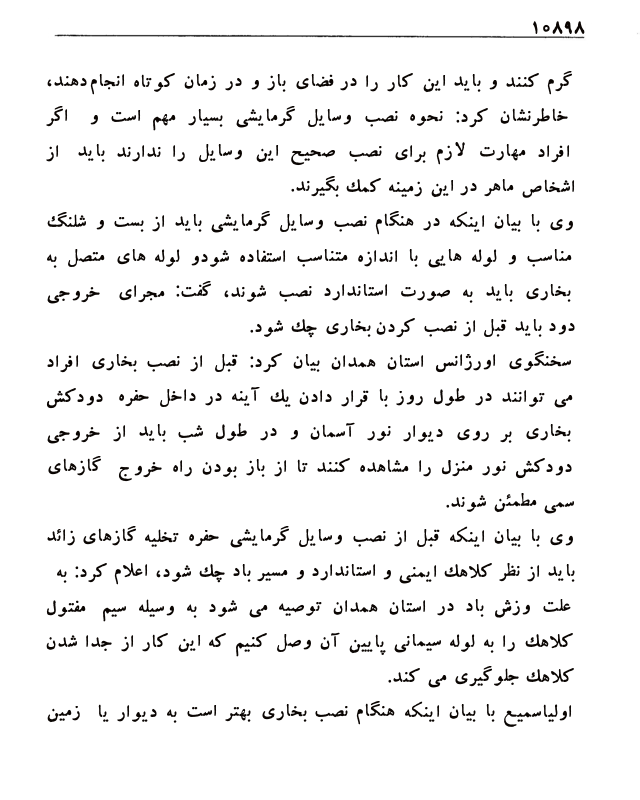 ۱۰۸۹۸
گرم کنند و باید این کار را در فضای باز و در زمان کوتاه انجام دهند،
خاطرنشان کرد: نحوه نصب وسایل گرمایشی بسیار مهم است و اگر
افراد مهارت لازم برای نصب صحیح این وسایل را ندارند باید از
اشخاص ماهر در این زمینه کمك بگیرند.
وی با بیان اینکه در هنگام نصب وسایل گرمایشی باید از بست و شلنگ
مناسب و لوله هایی با اندازه متناسب استفاده شودو لوله های متصل به
بخاری باید به صورت استاندارد نصب شوند، گفت: مجرای خروجی
دود باید قبل از نصب کردن بخاری چك شود.
سخنگوی اورژانس استان همدان بیان کرد: قبل از نصب بخاری افراد
می توانند در طول روز با قرار دادن یك آینه در داخل حفره دودکش
بخاری بر روی دیوار نور آسمان و در طول شب باید از خروجی
دودکش نور منزل را مشاهده کنند تا از باز بودن راه خروج گازهای
سمی مطمئن شوند.
وی با بیان اینکه قبل از نصب وسایل گرمایشی حفره تخلیه گازهای زائد
باید از نظر کلاهك ایمنی و استاندارد و مسیر باد چك شود، اعلام کرد: به
علت وزش باد در استان همدان توصیه می شود به وسیله سیم مفتول
کلاهك را به لوله سیمانی پایین آن وصل کنیم که این کار از جدا شدن
کلاهك جلوگیری می کند.
اولیاسمیع با بیان اینکه هنگام نصب بخاری بهتر است به دیوار یا زمین